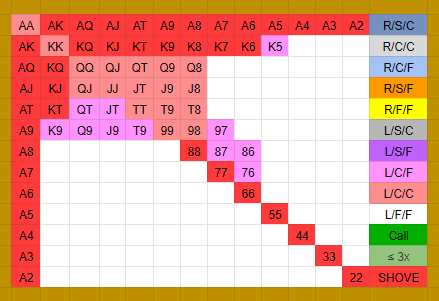 AA AK AQ AJ AT A9 A8 A7 A6 A5 A4 A3 A2 R/S/C
AK KK KQ KJ KT K9 K8 K7 K6 K5 R/C/C
AQ KQ QQ QJ QT Q9 Q8 R/C/F
AJ KJ QJ JJ JT J9 J8 R/S/F
AT KT QT JT TT T9 T8 R/F/F
A9 K9 Q9 J9 T9 99 98 97 L/S/C
A8 88 87 86 L/S/F
A7 77 76 L/C/F
A6 66 L/C/C
A5 55 L/F/F
A4 44 Call
A3 33 ≤ 3x
A2 22 SHOVE